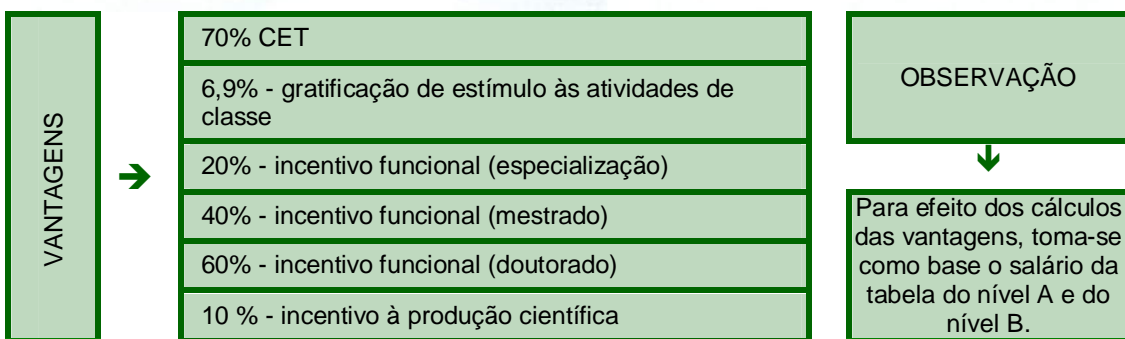 VANTAGENS
70% CET
6,9% - gratificação de estímulo às atividades de
classe
20% - incentivo funcional (especialização)
40% - incentivo funcional (mestrado)
60% - incentivo funcional (doutorado)
10 % - incentivo à produção científica
OBSERVAÇÃO
Para efeito dos cálculos
das vantagens, toma-se
como base o salário da
tabela do nível A e do
nível B.